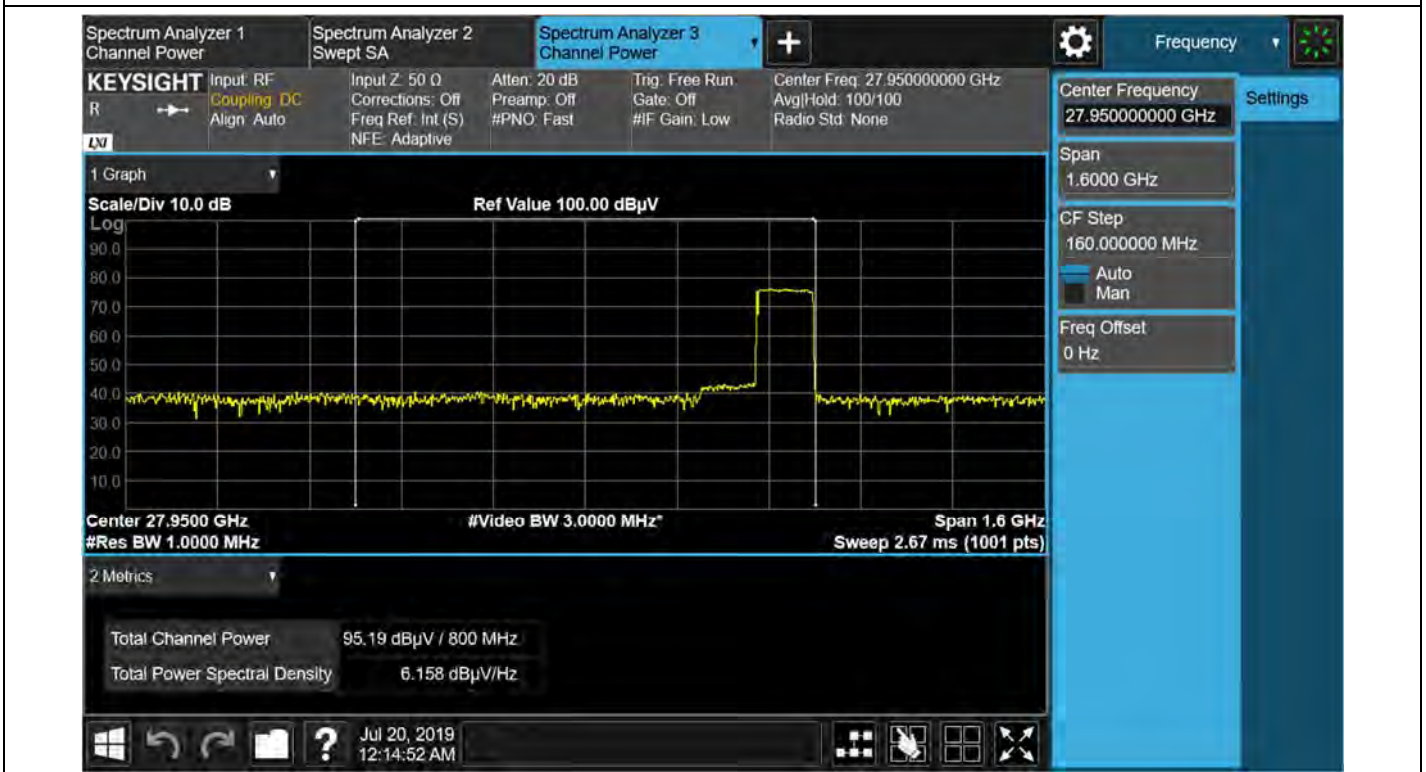 Spectrum Analyzer 1
Channel Power
Spectrum Analyzer 2
Swept SA
Spectrum Analyzer 3
Channel Power
Frequency
KEYSIGHT
R
LXI
Input: RF
Coupling: DC
Align: Auto
Input Z: 50 Ω
Corrections: Off
Freq Ref: Int (S)
NFE: Adaptive
Atten: 20 dB
Preamp: Off
#PNO: Fast
Trig: Free Run
Gate: Off
#IF Gain: Low
Center Freq: 27.950000000 GHz
Avg|Hold: 100/100
Radio Std: None
Center Frequency
27.950000000 GHz
Settings
Span
1.6000 GHz
CF Step
160.000000 MHz
Auto
Man
Freq Offset
0 Hz
1 Graph
Scale/Div 10.0 dB
Ref Value 100.00 dBµV
Log
90.0
80.0
70.0
60.0
50.0
40.0
30.0
20.0
10.0
Center 27.9500 GHz
#Video BW 3.0000 MHz*
Span 1.6 GHz
#Res BW 1.0000 MHz
Sweep 2.67 ms (1001 pts)
2 Metrics
Total Channel Power 95.19 dBµV / 800 MHz
Total Power Spectral Density 6.158 dBµV/Hz
?
Jul 20, 2019
12:14:52 AM